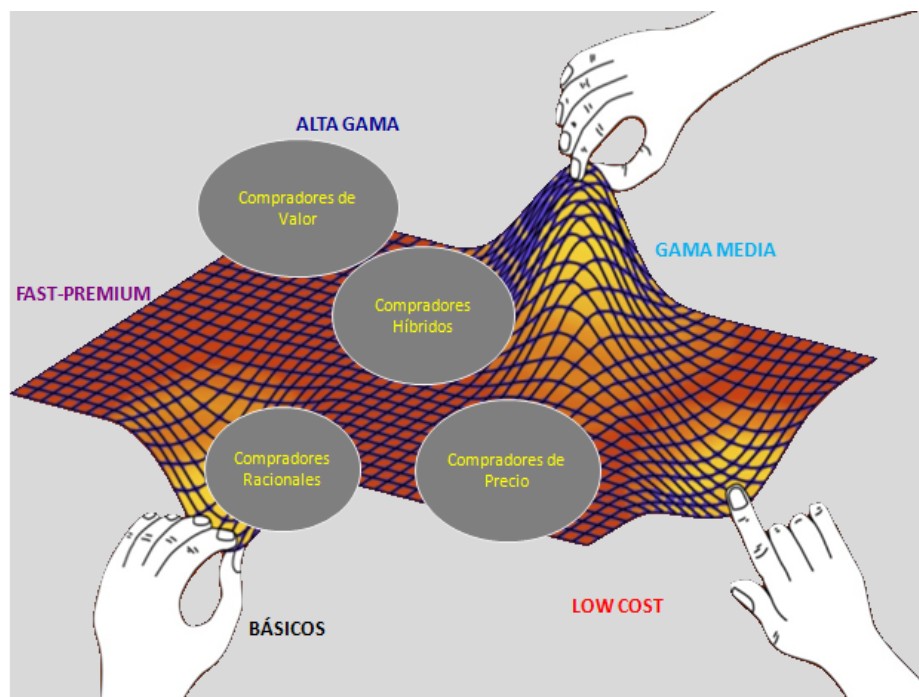 ALTA GAMA
Compradores de
Valor
GAMA MEDIA
FAST-PREMIUM
Compradores
Híbridos
Compradores
Racionales
Compradores de
Precio
LOW COST
BÁSICOS